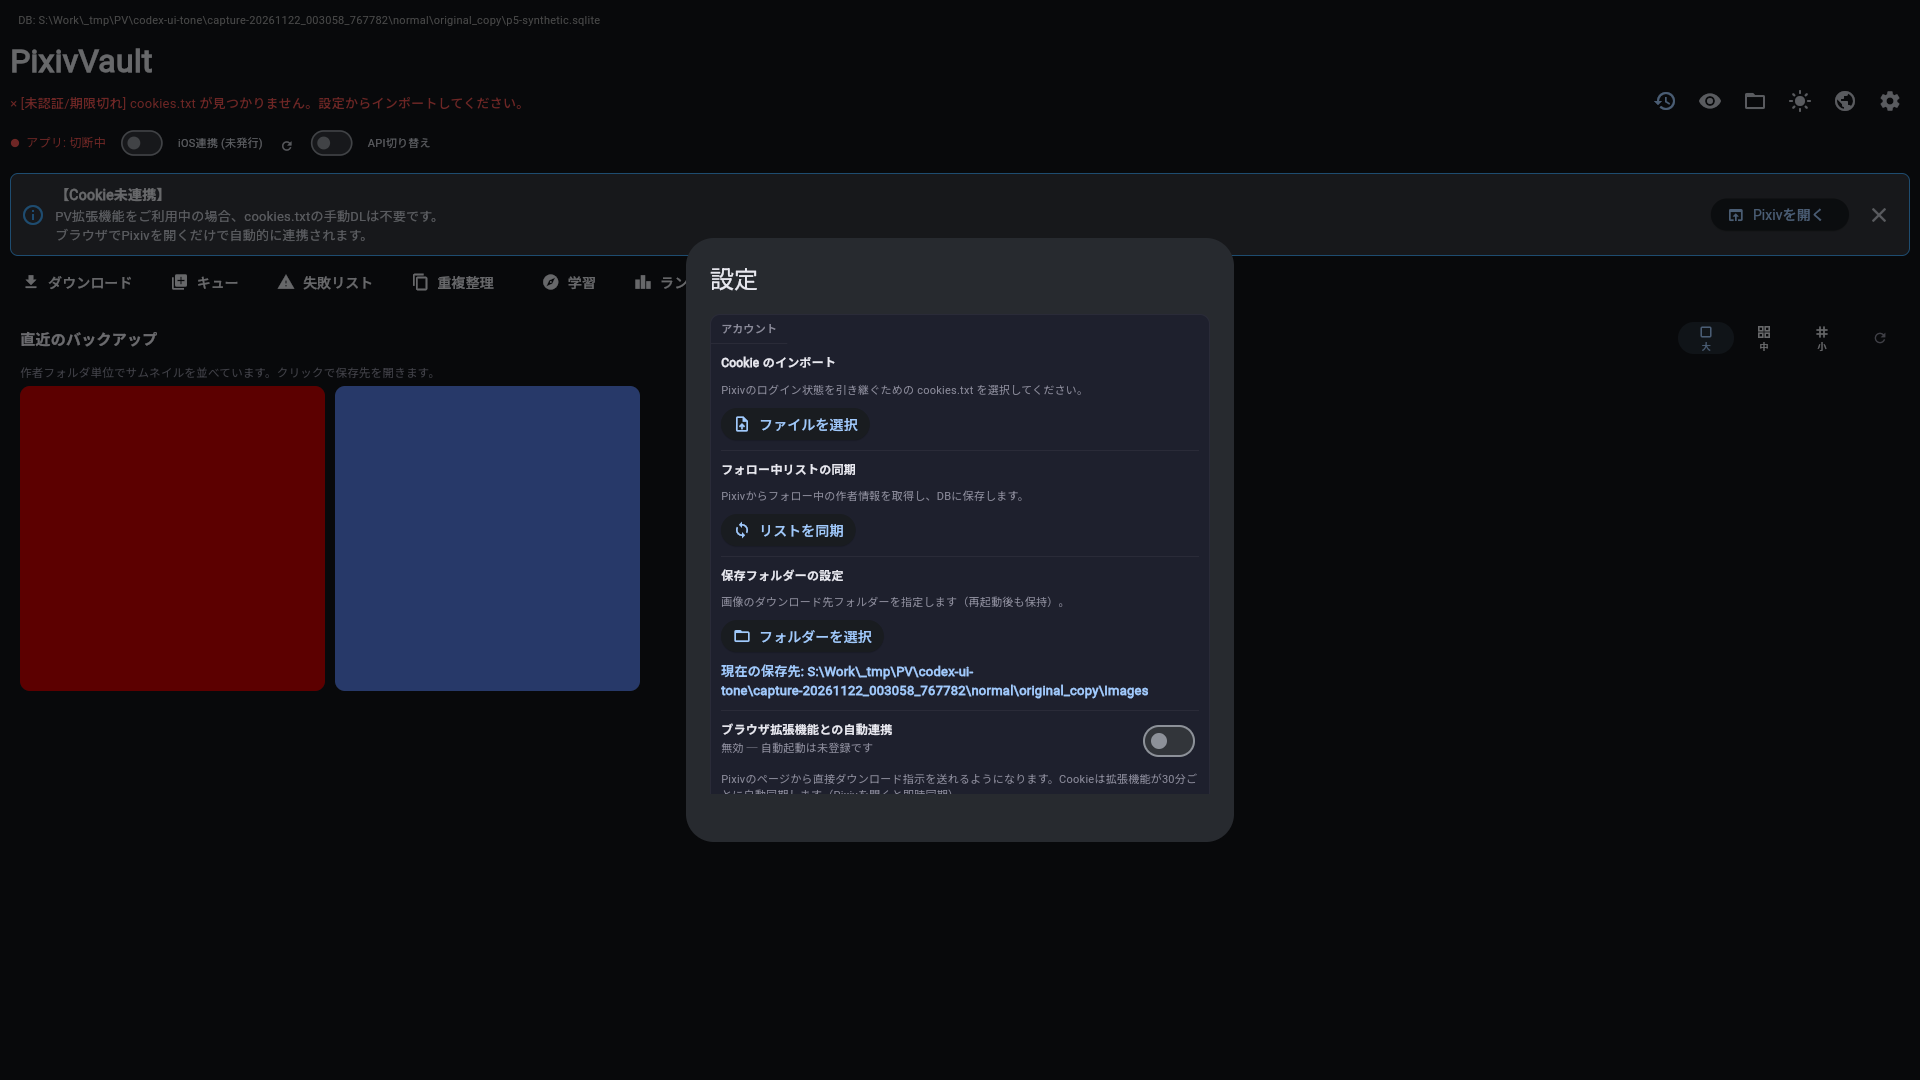 DB: S:\Work\_tmp\PV\codex-ui-tone\capture-20261122_003058_767782\normal\original_copy\p5-synthetic.sqlite
PixivVault
× [未認証/期限切れ] cookies.txt が見つかりません。設定からインポートしてください。
アプリ: 切断中
iOS連携 (未発行)
API切り替え
【Cookie未連携】
PV拡張機能をご利用中の場合、cookies.txtの手動DLは不要です。
ブラウザでPixivを開くだけで自動的に連携されます。
Pixivを開く
ダウンロード
キュー
失敗リスト
重複整理
学習
ラン
直近のバックアップ
大
中
小
作者フォルダ単位でサムネイルを並べています。クリックで保存先を開きます。
設定
アカウント
Cookie のインポート
Pixivのログイン状態を引き継ぐための cookies.txt を選択してください。
ファイルを選択
フォロー中リストの同期
Pixivからフォロー中の作者情報を取得し、DBに保存します。
リストを同期
保存フォルダーの設定
画像のダウンロード先フォルダーを指定します（再起動後も保持）。
フォルダーを選択
現在の保存先: S:\Work\_tmp\PV\codex-ui-
tone\capture-20261122_003058_767782\normal\original_copy\images
ブラウザ拡張機能との自動連携
無効 — 自動起動は未登録です
Pixivのページから直接ダウンロード指示を送れるようになります。Cookieは拡張機能が30分ご
とに自動同期します（Pixivを開くと即時同期）